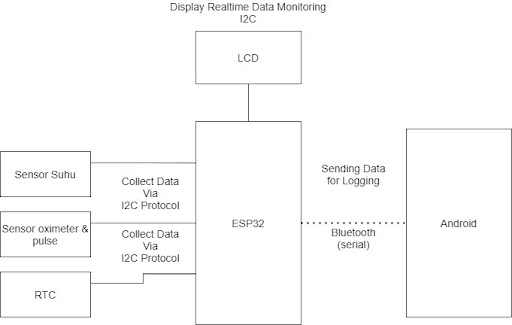 Display Realtime Data Monitoring
I2C
LCD
Sensor Suhu
Collect Data
Via
I2C Protocol
Sensor oximeter &
pulse
Collect Data
Via
I2C Protocol
RTC
ESP32
Sending Data
for Logging
Bluetooth
(serial)
Android